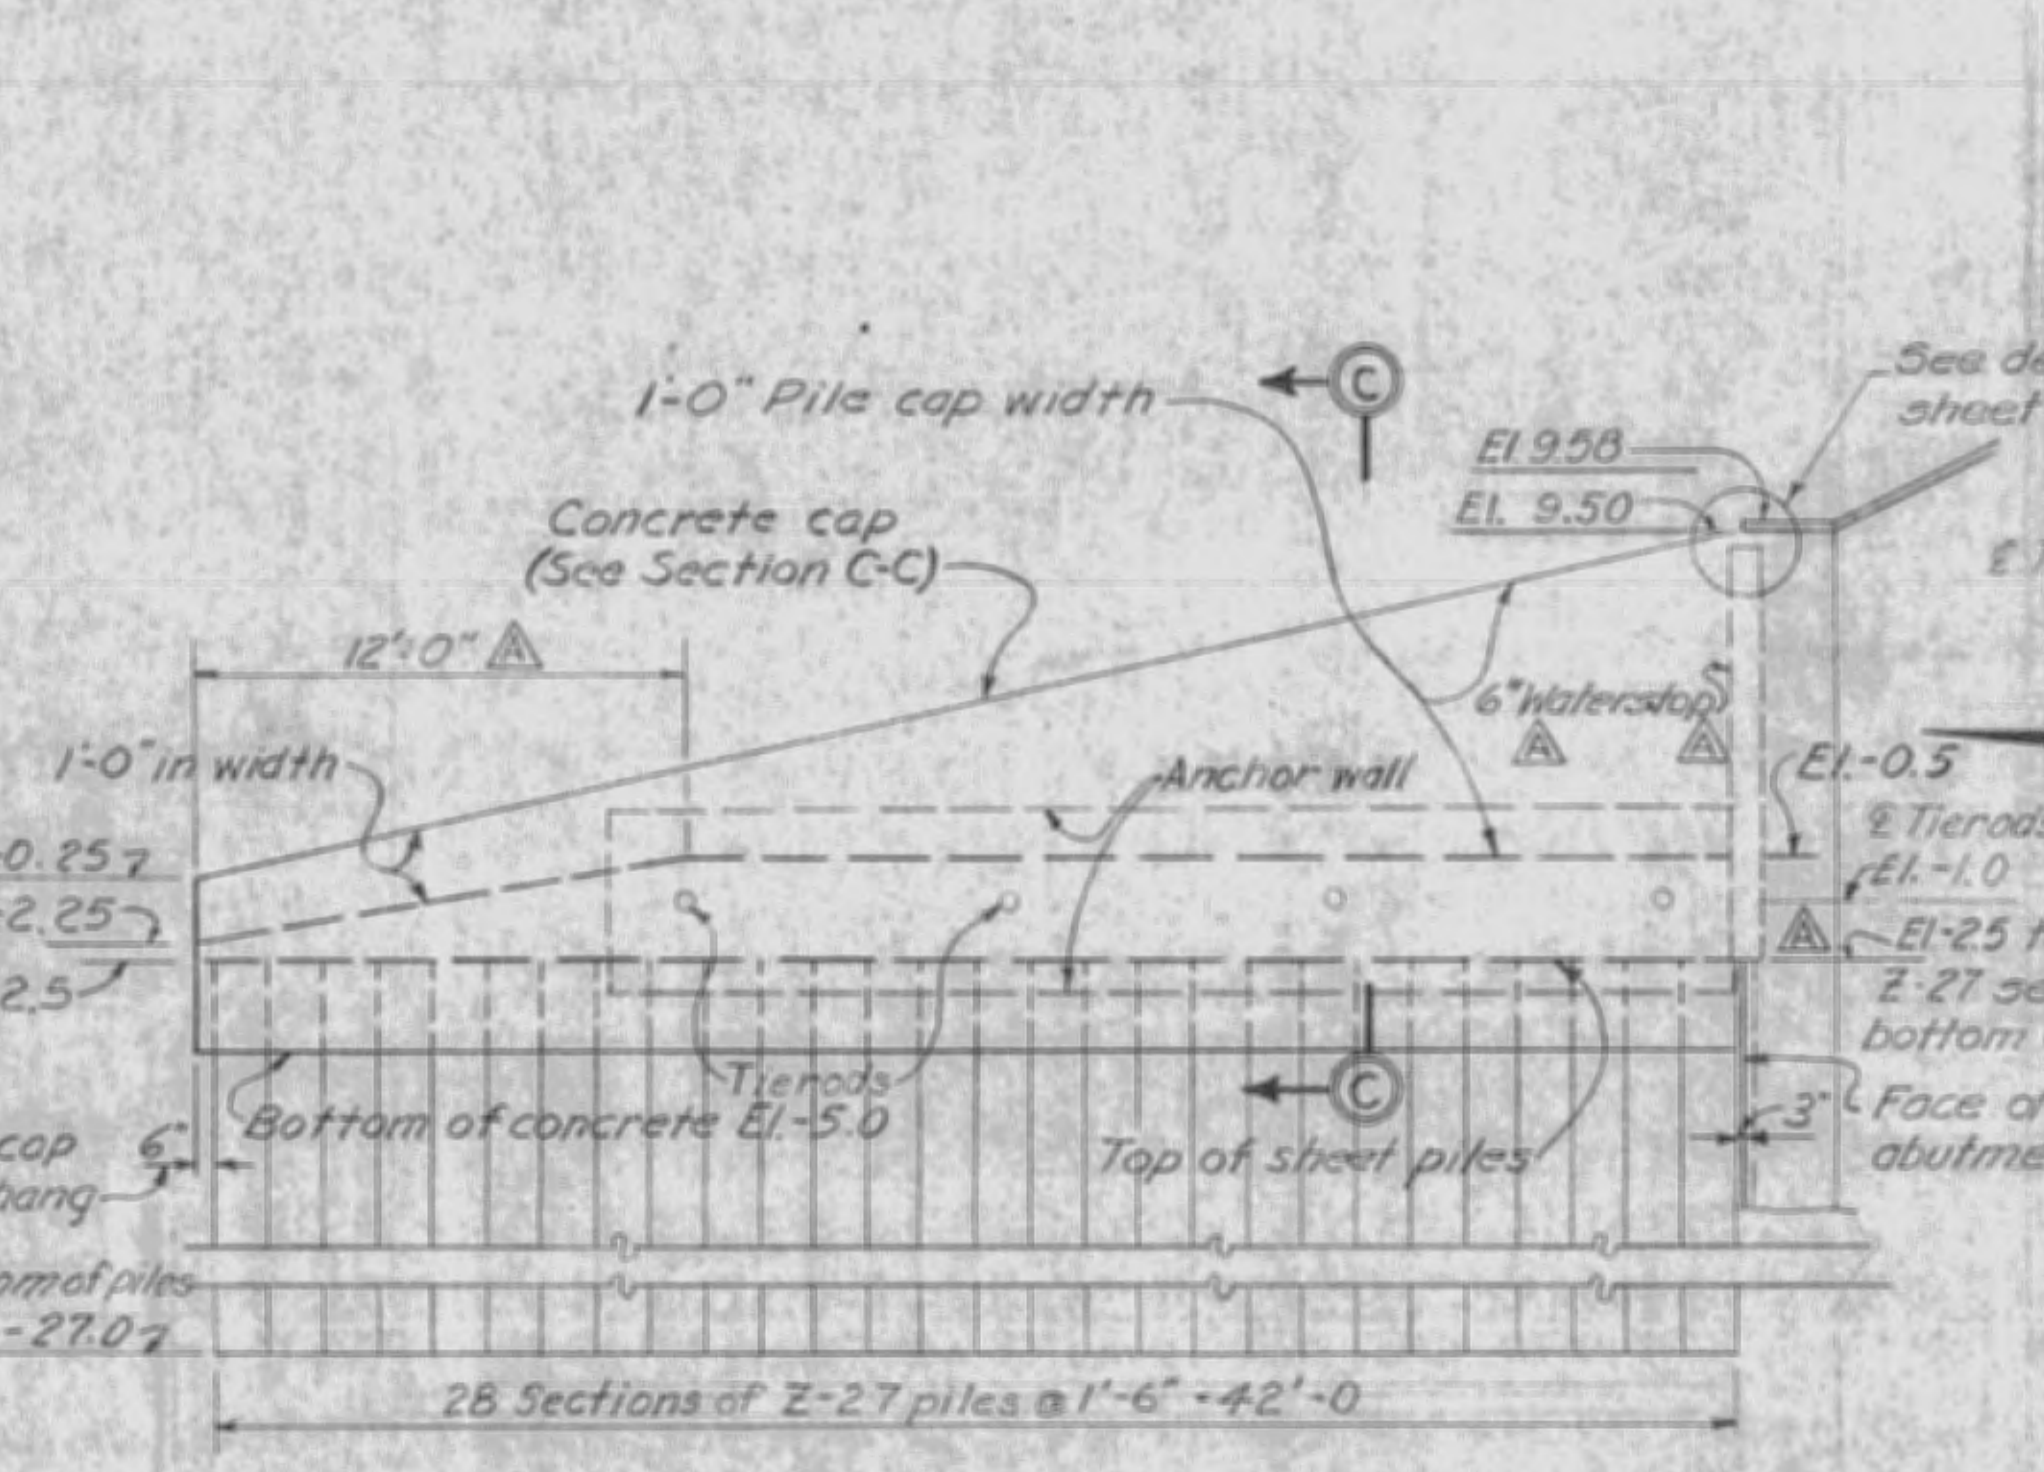 1'-0" Pile cap width
C
See de
sheet
El. 9.58
El. 9.50
Concrete cap
(See Section C-C)
12'-0" A
6" Waterstop
A A
1'-0" in width
Anchor wall
El.-0.5
℄ Tierods
El.-1.0
0.25
2.25
A El-2.5
Z-27 se
2.5
bottom
Tierods
Bottom of concrete El.-5.0
C
3"
Face of
abutme
cap 6"
hang
Top of sheet piles
om of piles
-27.0
28 Sections of Z-27 piles @ 1'-6" = 42'-0